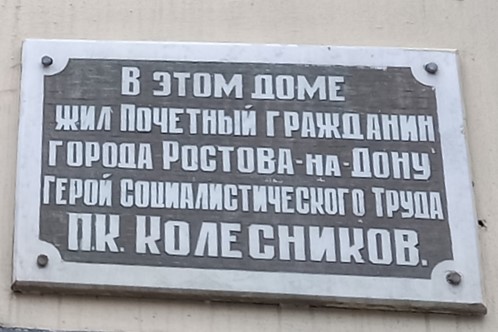 В ЭТОМ ДОМЕ
ЖИЛ ПОЧЕТНЫЙ ГРАЖДАНИН
ГОРОДА РОСТОВА-НА-ДОНУ
ГЕРОЙ СОЦИАЛИСТИЧЕСКОГО ТРУДА
П.К. КОЛЕСНИКОВ.